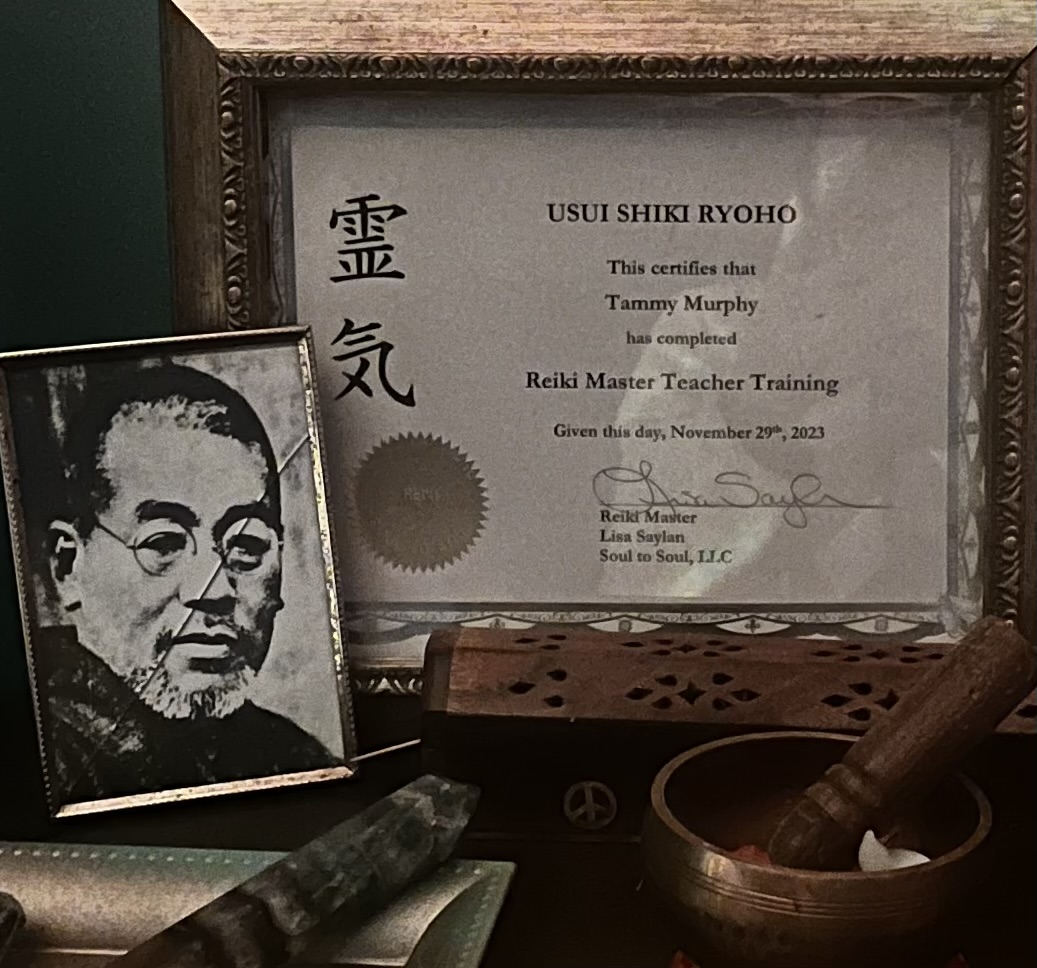 霊
気
USUI SHIKI RYOHO
This certifies that
Tammy Murphy
has completed
Reiki Master Teacher Training
Given this day, November 29th, 2023
REIKI
Reiki Master
Lisa Saylan
Soul to Soul, LLC